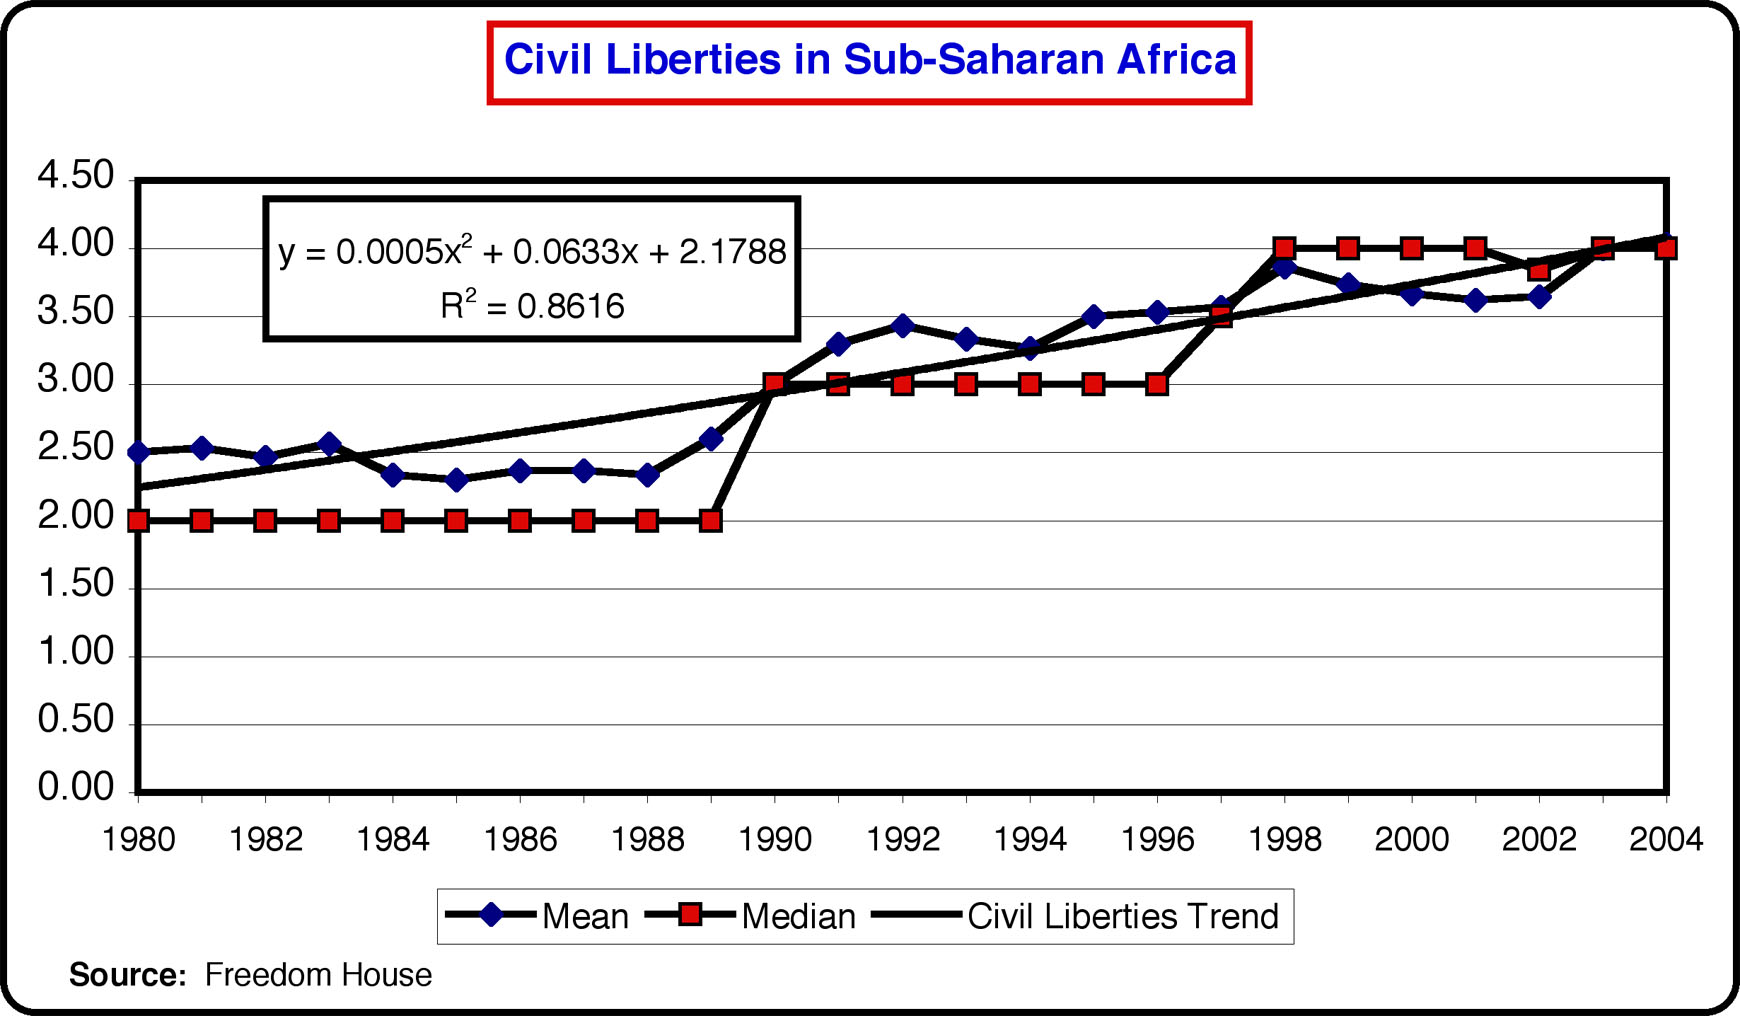 Civil Liberties in Sub-Saharan Africa
4.50
4.00
3.50
3.00
2.50
2.00
1.50
1.00
0.50
0.00
y = 0.0005x² + 0.0633x + 2.1788
R² = 0.8616
1980 1982 1984 1986 1988 1990 1992 1994 1996 1998 2000 2002 2004
Mean Median Civil Liberties Trend
Source: Freedom House